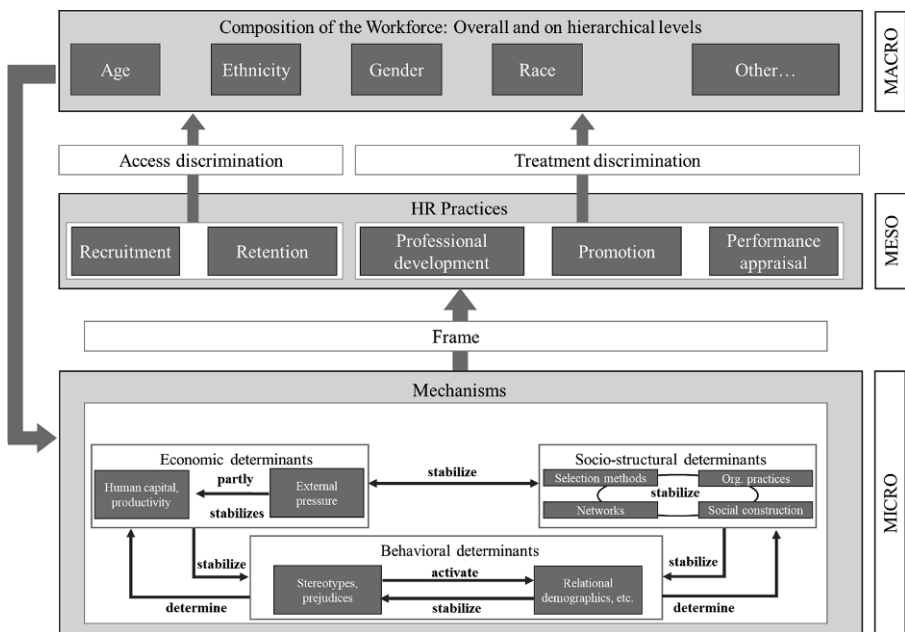 Composition of the Workforce: Overall and on hierarchical levels
Age
Ethnicity
Gender
Race
Other…
MACRO
Access discrimination
Treatment discrimination
HR Practices
Recruitment
Retention
Professional
development
Promotion
Performance
appraisal
MESO
Frame
Mechanisms
Economic determinants
Human capital,
productivity
partly
stabilizes
External
pressure
stabilize
Socio-structural determinants
Selection methods
Org. practices
stabilize
Networks
Social construction
stabilize
stabilize
Behavioral determinants
Stereotypes,
prejudices
activate
stabilize
Relational
demographics, etc.
determine
determine
MICRO